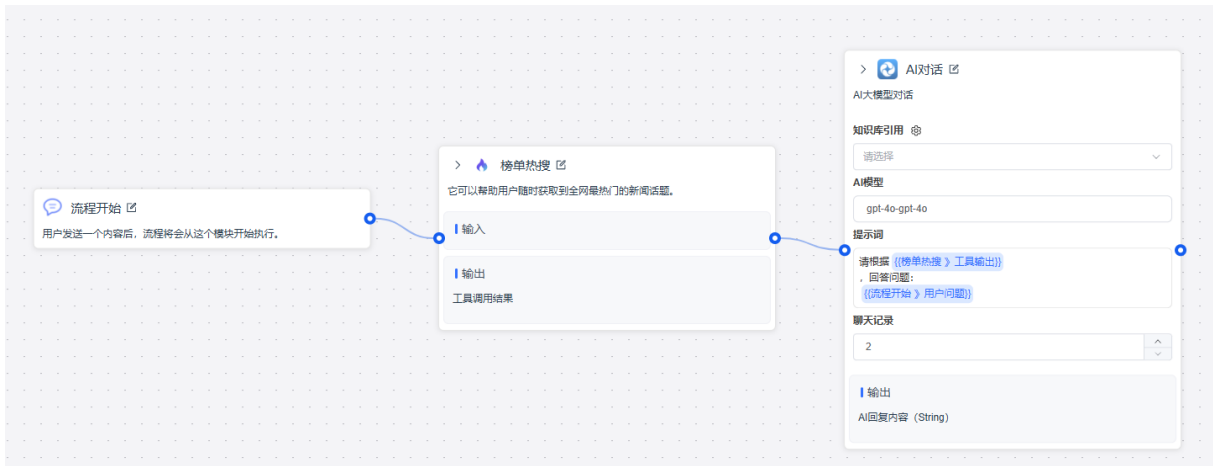 流程开始
用户发送一个内容后，流程将会从这个模块开始执行。
榜单热搜
它可以帮助用户随时获取到全网最热门的新闻话题。
输入
输出
工具调用结果
AI对话
AI大模型对话
知识库引用
请选择
AI模型
gpt-4o-gpt-4o
提示词
请根据 {{榜单热搜 》工具输出}}
，回答问题：
{{流程开始 》用户问题}}
聊天记录
2
输出
AI回复内容（String）